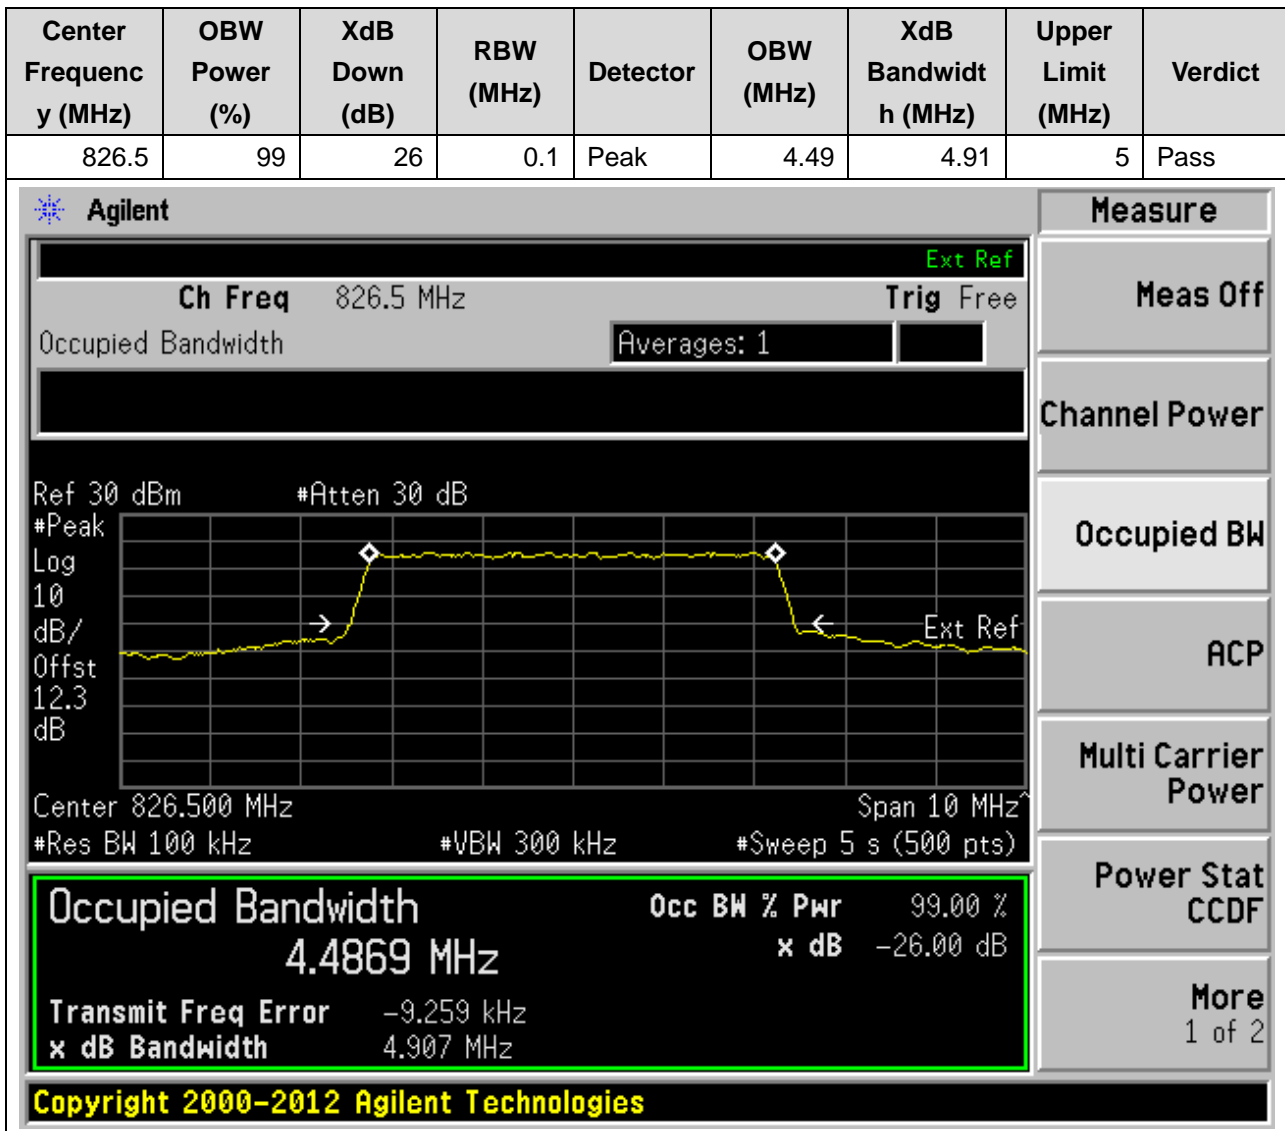 Center Frequency (MHz) OBW Power (%) XdB Down (dB) RBW (MHz) Detector OBW (MHz) XdB Bandwidth (MHz) Upper Limit (MHz) Verdict
826.5 99 26 0.1 Peak 4.49 4.91 5 Pass
Agilent
Measure
Ext Ref
Ch Freq 826.5 MHz Trig Free
Meas Off
Occupied Bandwidth Averages: 1
Channel Power
Ref 30 dBm #Atten 30 dB
#Peak
Log
10
dB/
Offst
12.3
dB
Ext Ref
Occupied BW
ACP
Center 826.500 MHz Span 10 MHz^
#Res BW 100 kHz #VBW 300 kHz #Sweep 5 s (500 pts)
Multi Carrier
Power
Occupied Bandwidth Occ BW % Pwr 99.00 %
4.4869 MHz x dB -26.00 dB
Power Stat
CCDF
Transmit Freq Error -9.259 kHz
x dB Bandwidth 4.907 MHz
More
1 of 2
Copyright 2000-2012 Agilent Technologies